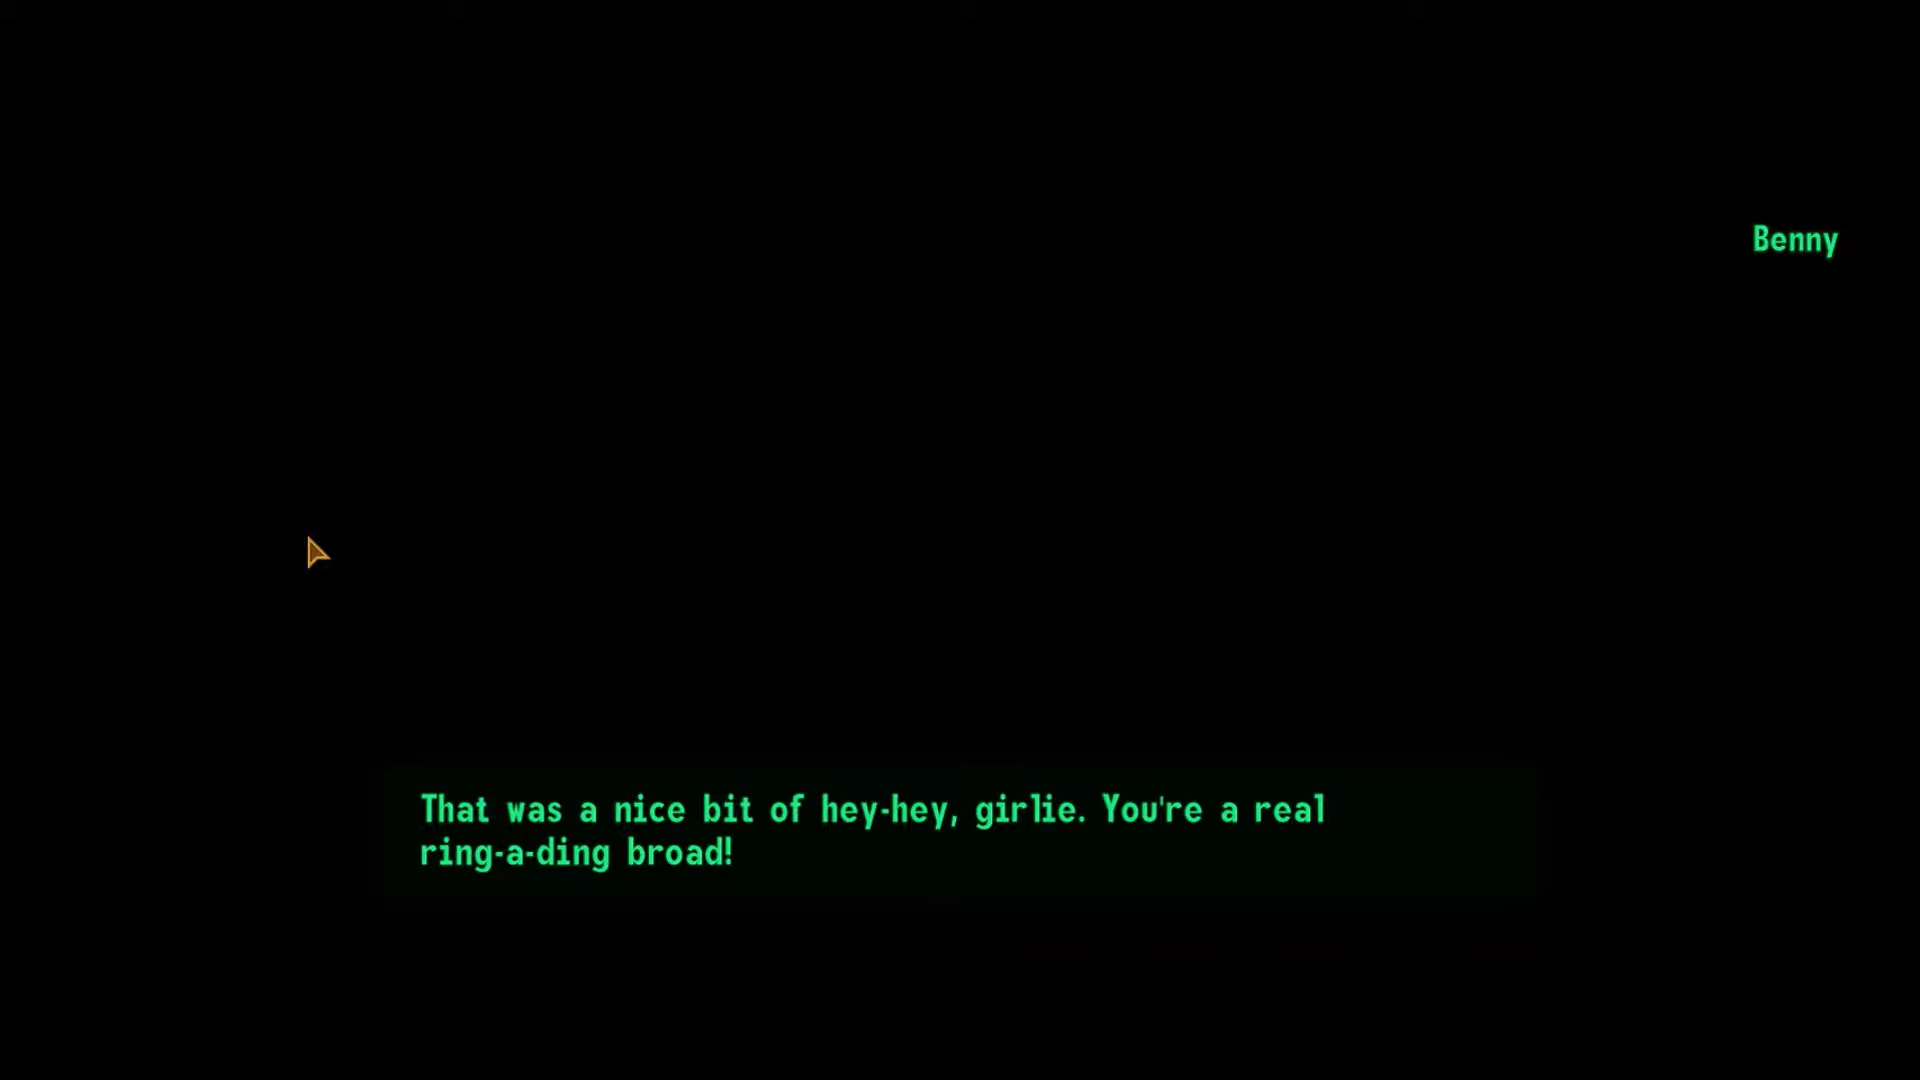 Benny
That was a nice bit of hey-hey, girlie. You're a real
ring-a-ding broad!